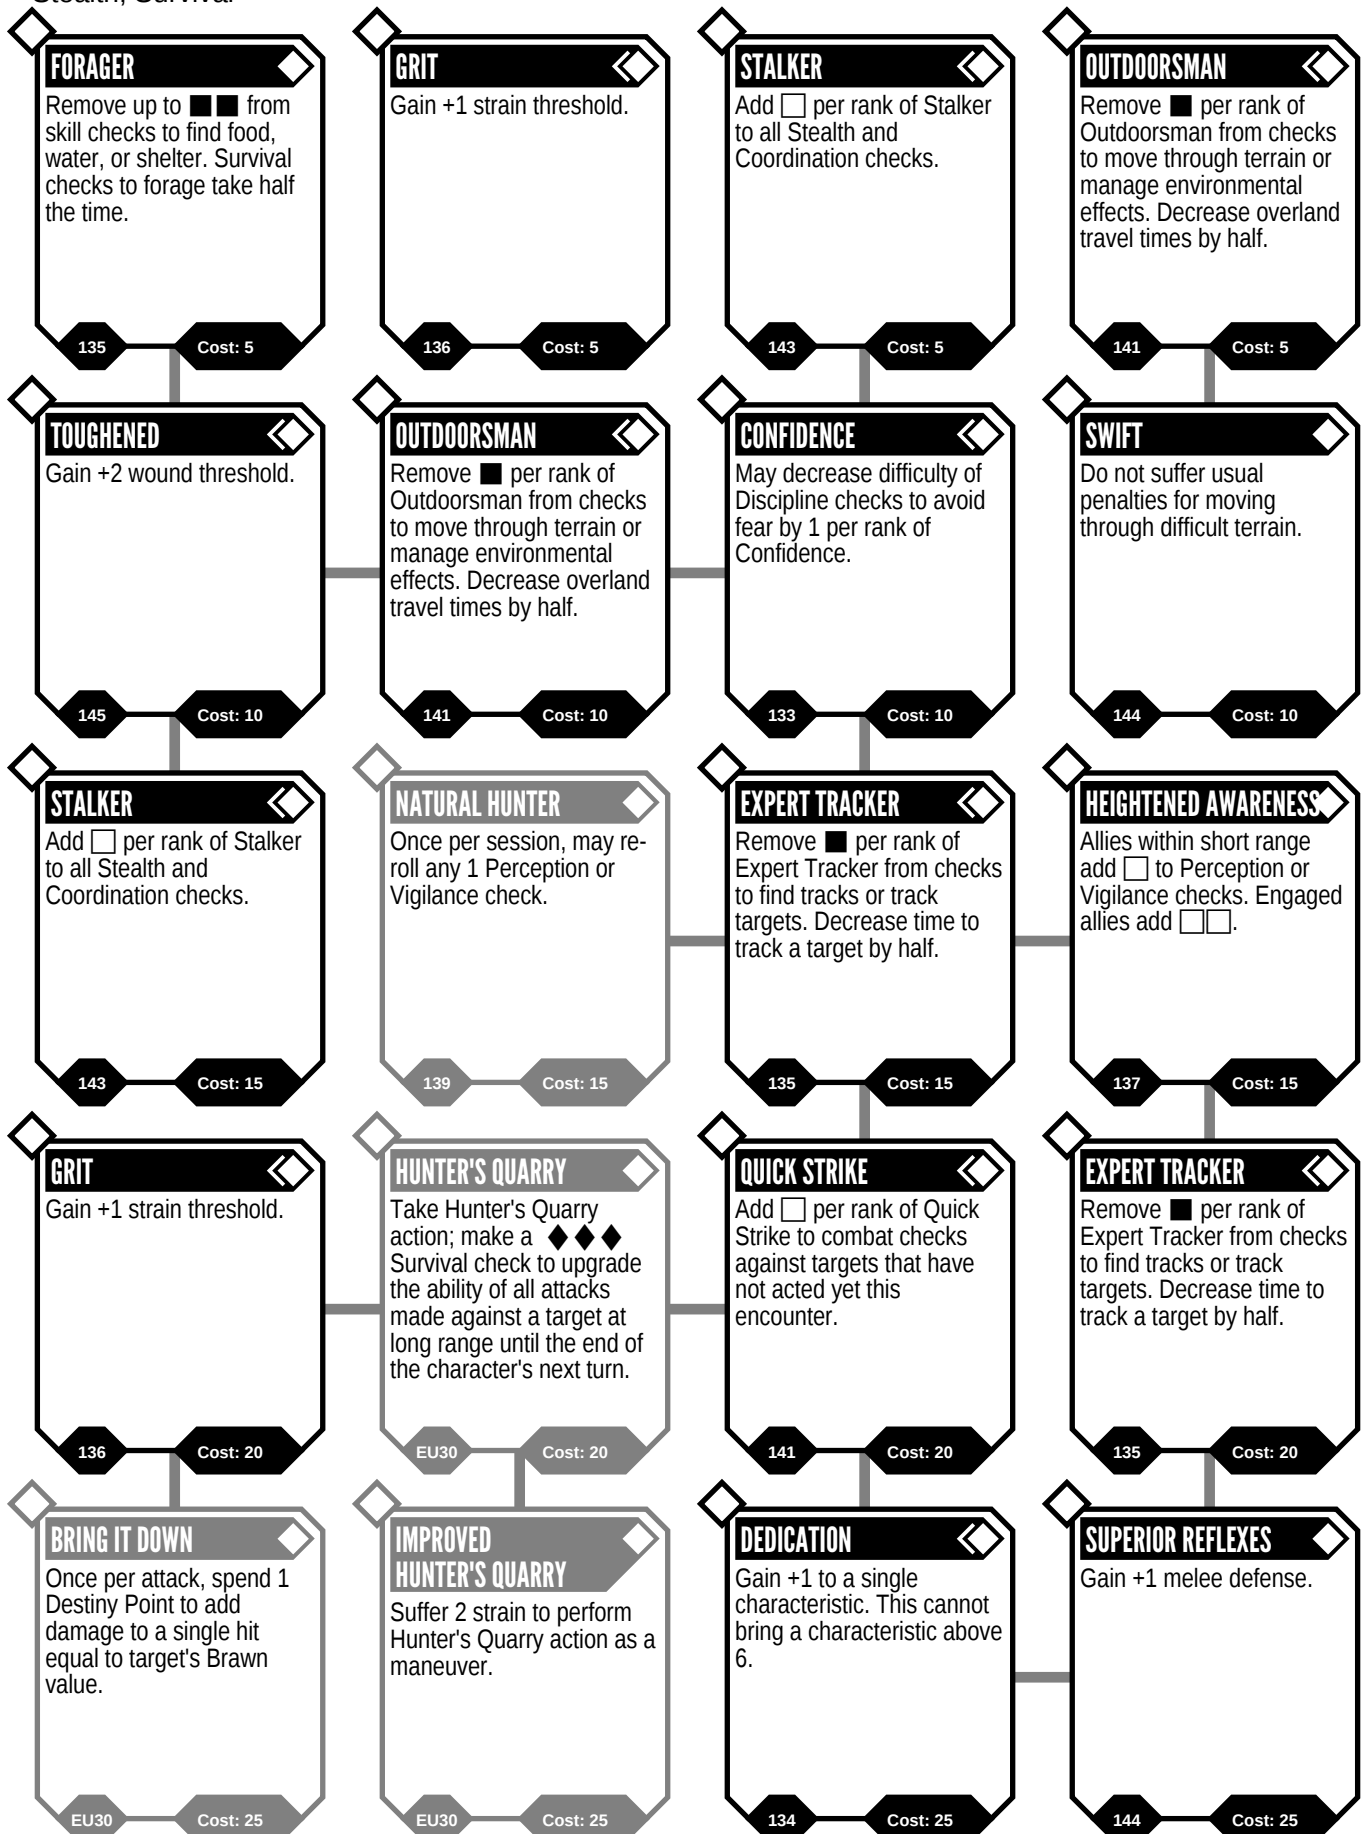 Stealth, Survival
FORAGER
Remove up to ■ ■ from
skill checks to find food,
water, or shelter. Survival
checks to forage take half
the time.
135
Cost: 5
GRIT
Gain +1 strain threshold.
136
Cost: 5
STALKER
Add □ per rank of Stalker
to all Stealth and
Coordination checks.
143
Cost: 5
OUTDOORSMAN
Remove ■ per rank of
Outdoorsman from checks
to move through terrain or
manage environmental
effects. Decrease overland
travel times by half.
141
Cost: 5
TOUGHENED
Gain +2 wound threshold.
145
Cost: 10
OUTDOORSMAN
Remove ■ per rank of
Outdoorsman from checks
to move through terrain or
manage environmental
effects. Decrease overland
travel times by half.
141
Cost: 10
CONFIDENCE
May decrease difficulty of
Discipline checks to avoid
fear by 1 per rank of
Confidence.
133
Cost: 10
SWIFT
Do not suffer usual
penalties for moving
through difficult terrain.
144
Cost: 10
STALKER
Add □ per rank of Stalker
to all Stealth and
Coordination checks.
143
Cost: 15
NATURAL HUNTER
Once per session, may re-
roll any 1 Perception or
Vigilance check.
139
Cost: 15
EXPERT TRACKER
Remove ■ per rank of
Expert Tracker from checks
to find tracks or track
targets. Decrease time to
track a target by half.
135
Cost: 15
HEIGHTENED AWARENESS
Allies within short range
add □ to Perception or
Vigilance checks. Engaged
allies add □□.
137
Cost: 15
GRIT
Gain +1 strain threshold.
136
Cost: 20
HUNTER'S QUARRY
Take Hunter's Quarry
action; make a ◆ ◆ ◆
Survival check to upgrade
the ability of all attacks
made against a target at
long range until the end of
the character's next turn.
EU30
Cost: 20
QUICK STRIKE
Add □ per rank of Quick
Strike to combat checks
against targets that have
not acted yet this
encounter.
141
Cost: 20
EXPERT TRACKER
Remove ■ per rank of
Expert Tracker from checks
to find tracks or track
targets. Decrease time to
track a target by half.
135
Cost: 20
BRING IT DOWN
Once per attack, spend 1
Destiny Point to add
damage to a single hit
equal to target's Brawn
value.
EU30
Cost: 25
IMPROVED
HUNTER'S QUARRY
Suffer 2 strain to perform
Hunter's Quarry action as a
maneuver.
EU30
Cost: 25
DEDICATION
Gain +1 to a single
characteristic. This cannot
bring a characteristic above
6.
134
Cost: 25
SUPERIOR REFLEXES
Gain +1 melee defense.
144
Cost: 25